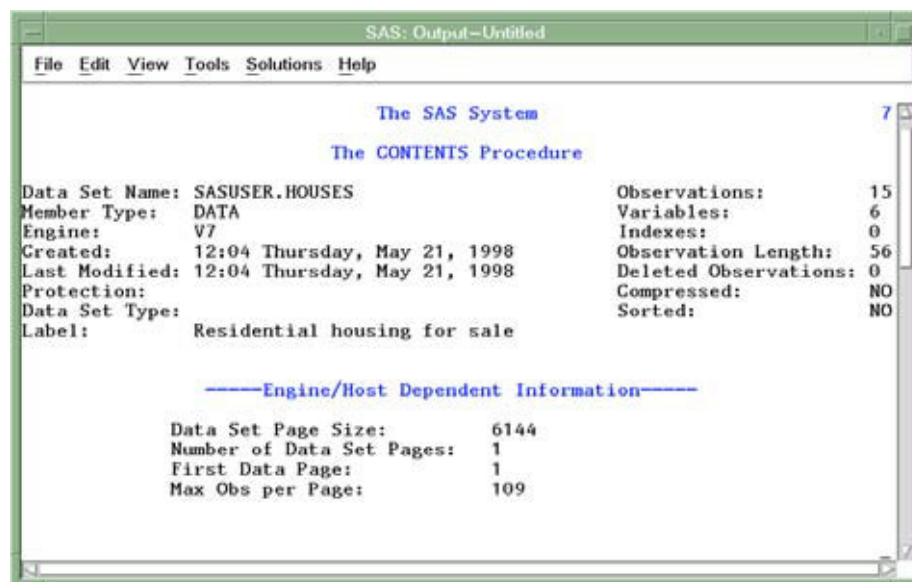 SAS: Output-Untitled
File Edit View Tools Solutions Help
The SAS System 7
The CONTENTS Procedure
Data Set Name: SASUSER.HOUSES Observations: 15
Member Type: DATA Variables: 6
Engine: V7 Indexes: 0
Created: 12:04 Thursday, May 21, 1998 Observation Length: 56
Last Modified: 12:04 Thursday, May 21, 1998 Deleted Observations: 0
Protection: Compressed: NO
Data Set Type: Sorted: NO
Label: Residential housing for sale
-----Engine/Host Dependent Information-----
Data Set Page Size: 6144
Number of Data Set Pages: 1
First Data Page: 1
Max Obs per Page: 109